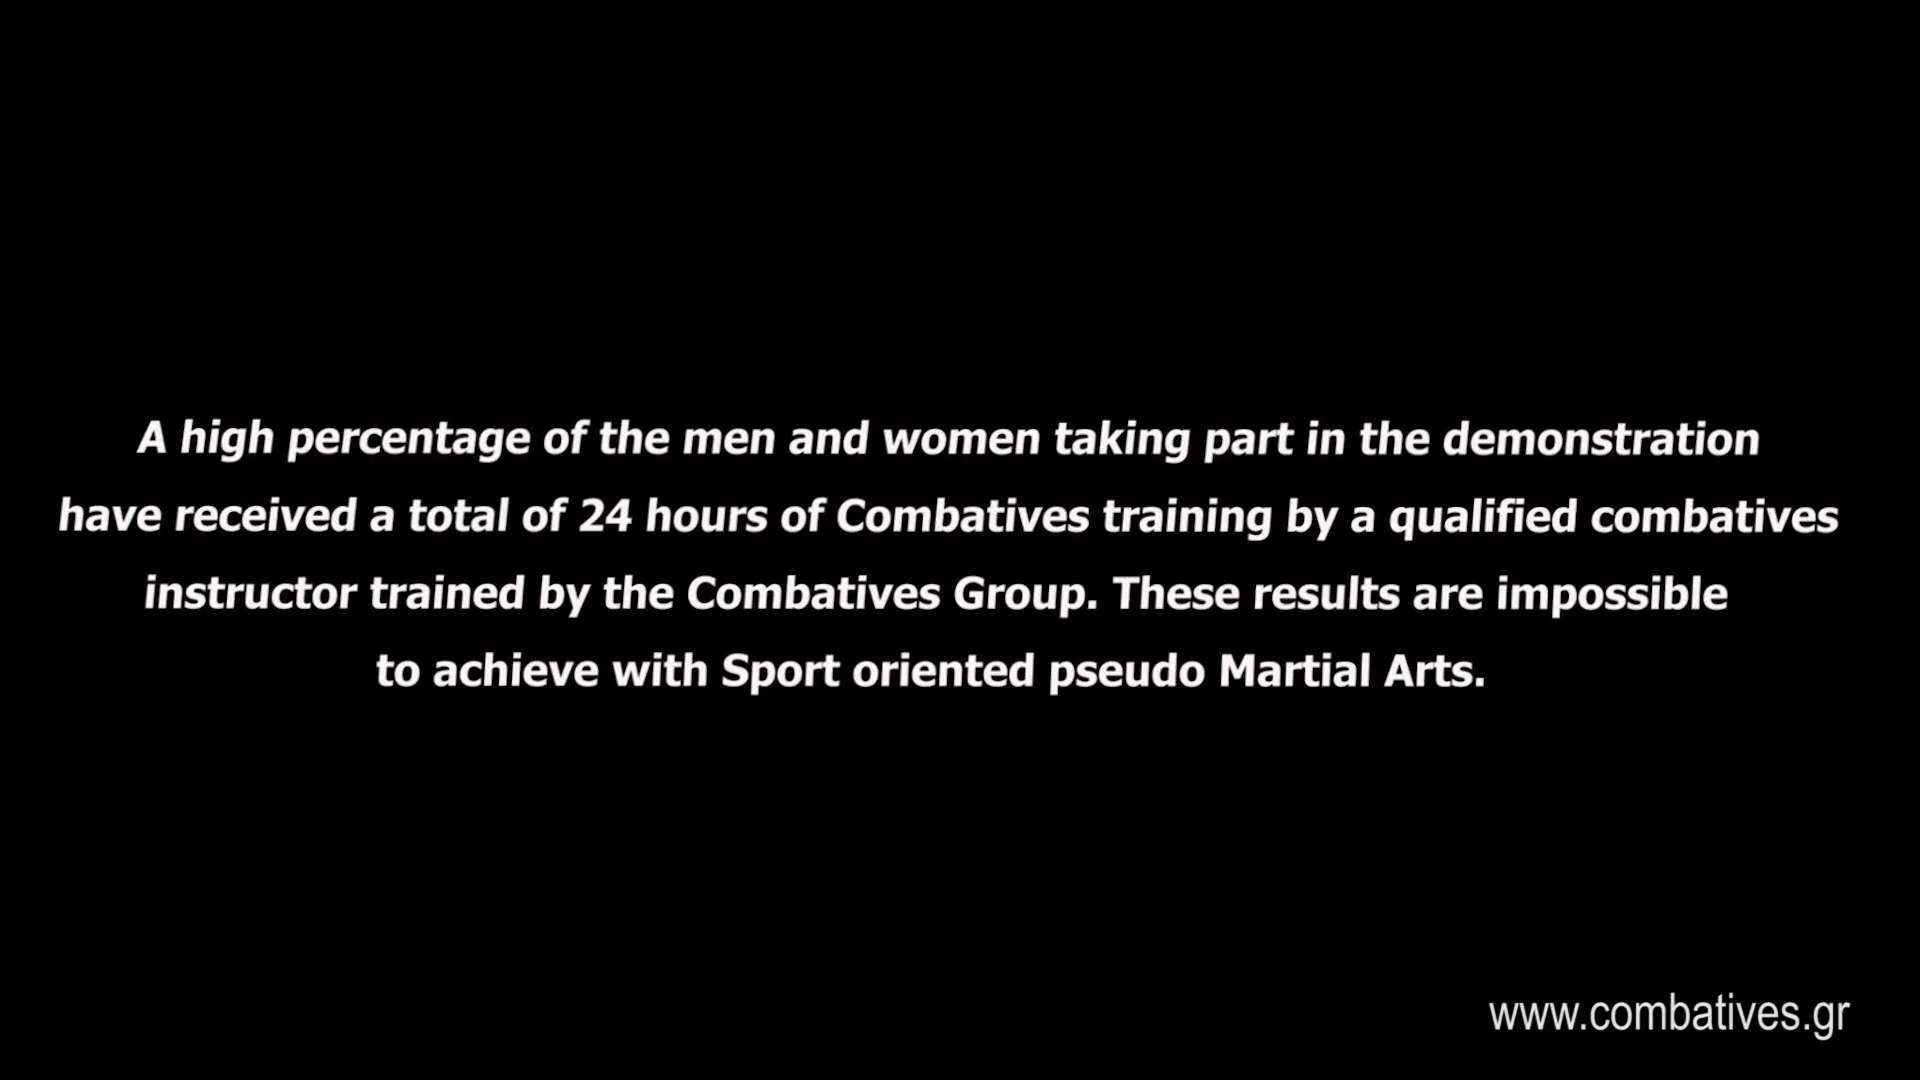 A high percentage of the men and women taking part in the demonstration
have received a total of 24 hours of Combatives training by a qualified combatives
instructor trained by the Combatives Group. These results are impossible
to achieve with Sport oriented pseudo Martial Arts.
www.combatives.gr